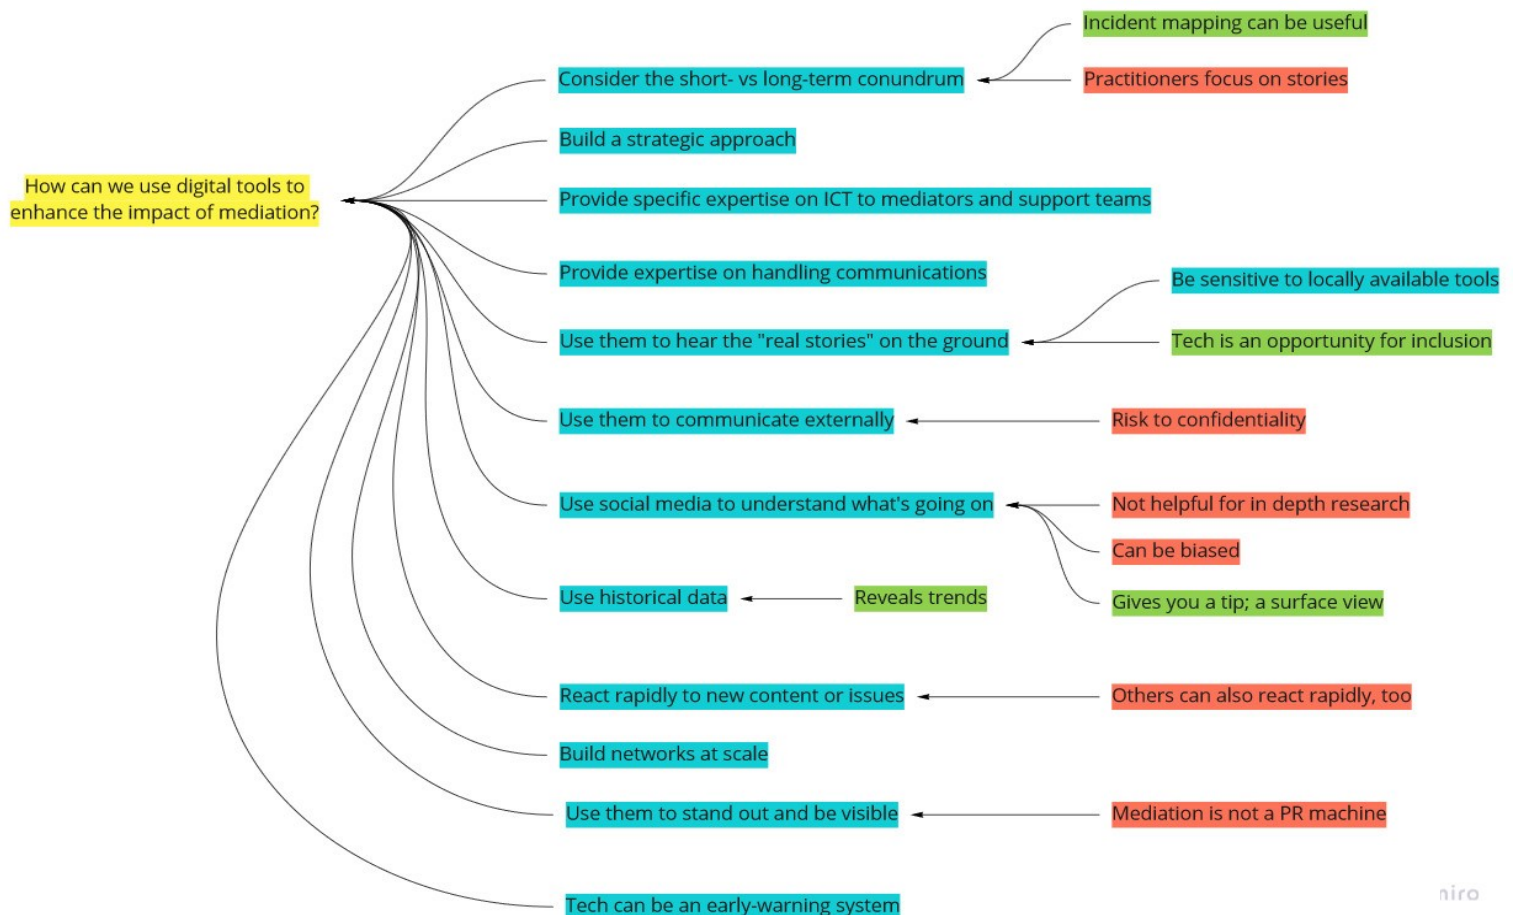 Incident mapping can be useful
Consider the short- vs long-term conundrum
Practitioners focus on stories
Build a strategic approach
How can we use digital tools to
enhance the impact of mediation?
Provide specific expertise on ICT to mediators and support teams
Provide expertise on handling communications
Be sensitive to locally available tools
Use them to hear the "real stories" on the ground
Tech is an opportunity for inclusion
Use them to communicate externally
Risk to confidentiality
Use social media to understand what's going on
Not helpful for in depth research
Can be biased
Gives you a tip; a surface view
Use historical data
Reveals trends
React rapidly to new content or issues
Others can also react rapidly, too
Build networks at scale
Use them to stand out and be visible
Mediation is not a PR machine
Tech can be an early-warning system
miro